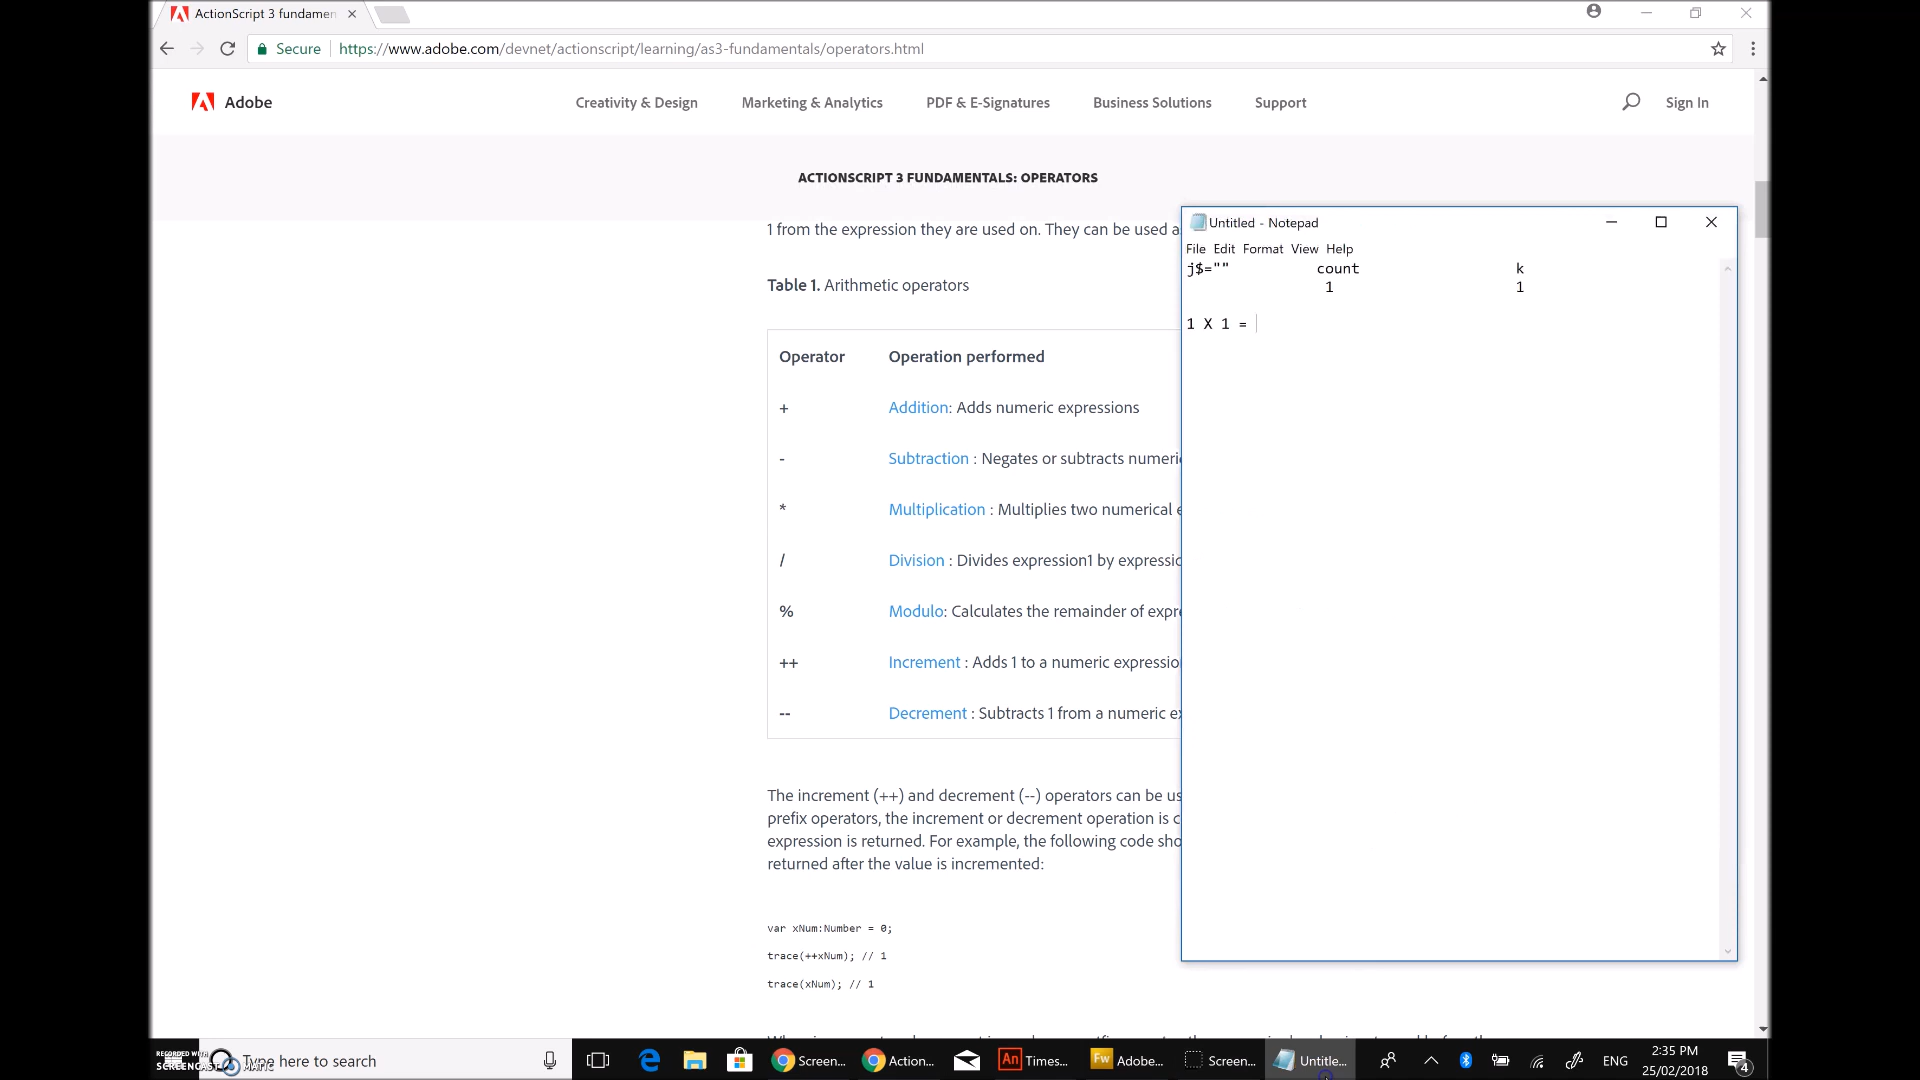 ActionScript 3 fundamen
Secure
https://www.adobe.com/devnet/actionscript/learning/as3-fundamentals/operators.html
Adobe
Creativity & Design
Marketing & Analytics
PDF & E-Signatures
Business Solutions
Support
Sign In
ACTIONSCRIPT 3 FUNDAMENTALS: OPERATORS
1 from the expression they are used on. They can be used a
Table 1. Arithmetic operators
Operator Operation performed
+ Addition: Adds numeric expressions
- Subtraction : Negates or subtracts numeri
* Multiplication : Multiplies two numerical e
/ Division : Divides expression1 by expressio
% Modulo: Calculates the remainder of expr
++ Increment : Adds 1 to a numeric expressio
-- Decrement : Subtracts 1 from a numeric ex
The increment (++) and decrement (--) operators can be us
prefix operators, the increment or decrement operation is c
expression is returned. For example, the following code sho
returned after the value is incremented:
var xNum:Number = 0;
trace(++xNum); // 1
trace(xNum); // 1
Untitled - Notepad
File Edit Format View Help
j$="" count k
1 1
1 X 1 =
RECORDED WITH
SCREENCAST MATIC
Type here to search
Screen...
Action...
An Times...
Fw Adobe...
Screen...
Untitle...
ENG
2:35 PM
25/02/2018
4